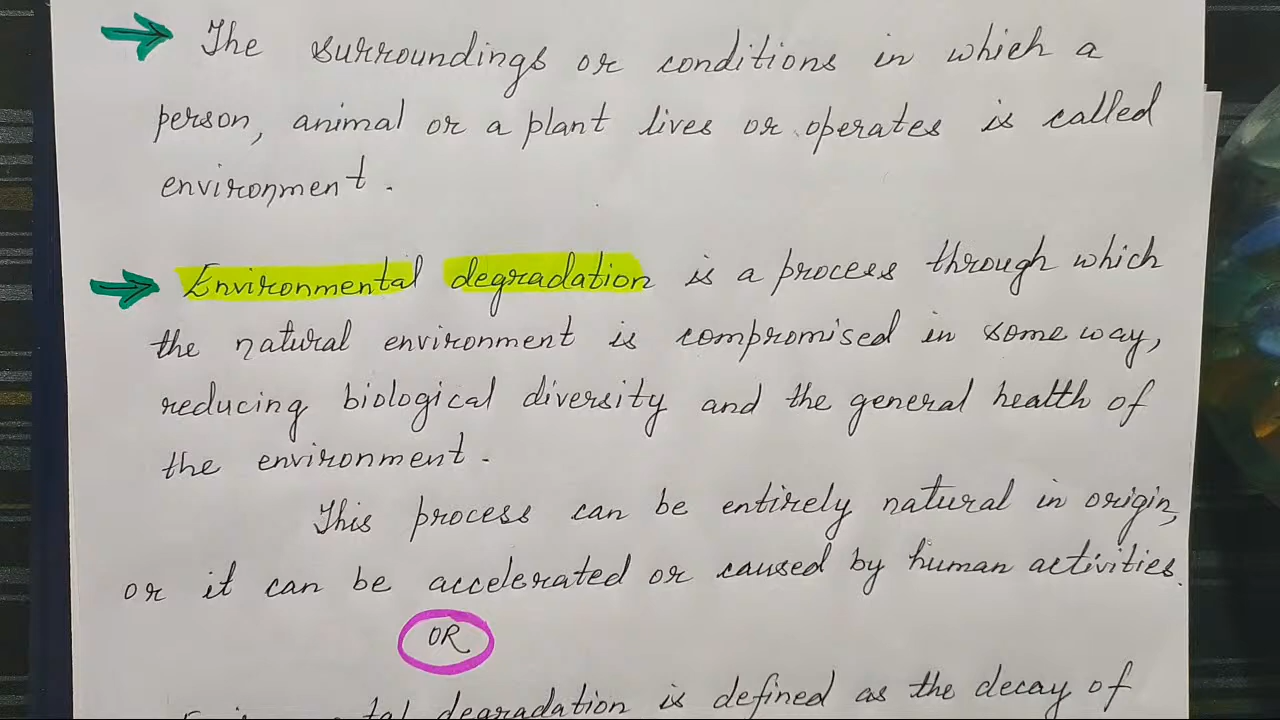 The surroundings or conditions in which a
person, animal or a plant lives or operates is called
environment.
Environmental degradation is a process through which
the natural environment is compromised in some way,
reducing biological diversity and the general health of
the environment.
This process can be entirely natural in origin,
or it can be accelerated or caused by human activities.
OR
degradation is defined as the decay of